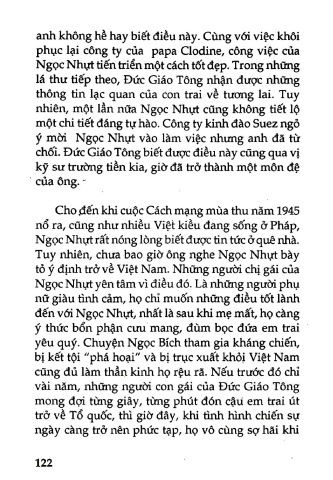 anh không hề hay biết điều này. Cùng với việc khôi
phục lại công ty của papa Clodine, công việc của
Ngọc Nhựt tiến triển một cách tốt đẹp. Trong những
lá thư tiếp theo, Đức Giáo Tông nhận được những
thông tin lạc quan của con trai về tương lai. Tuy
nhiên, một lần nữa Ngọc Nhựt cũng không tiết lộ
một chi tiết đáng tự hào. Công ty kinh đào Suez ngỏ
ý mời Ngọc Nhựt vào làm việc nhưng anh đã từ
chối. Đức Giáo Tông biết được điều này cũng qua vị
kỹ sư trường tiền kia, giờ đã trở thành một môn đệ
của ông.
Cho đến khi cuộc Cách mạng mùa thu năm 1945
nổ ra, cũng như nhiều Việt kiều đang sống ở Pháp,
Ngọc Nhựt rất nóng lòng biết được tin tức ở quê nhà.
Tuy nhiên, chưa bao giờ ông nghe Ngọc Nhựt bày
tỏ ý định trở về Việt Nam. Những người chị gái của
Ngọc Nhựt yên tâm vì điều đó. Là những người phụ
nữ giàu tình cảm, họ chỉ muốn những điều tốt lành
đến với Ngọc Nhựt, nhất là sau khi mẹ mất, họ càng
ý thức bổn phận cưu mang, đùm bọc đứa em trai
yêu quý. Chuyện Ngọc Bích tham gia kháng chiến,
bị kết tội "phá hoại" và bị trục xuất khỏi Việt Nam
cũng đủ làm thần kinh họ rệu rã. Nếu trước đó chỉ
vài năm, những người con gái của Đức Giáo Tông
mong đợi từng giây, từng phút đón cậu em trai út
trở về Tổ quốc, thì giờ đây, khi tình hình chiến sự
ngày càng trở nên phức tạp, họ vô cùng sợ hãi khi
122